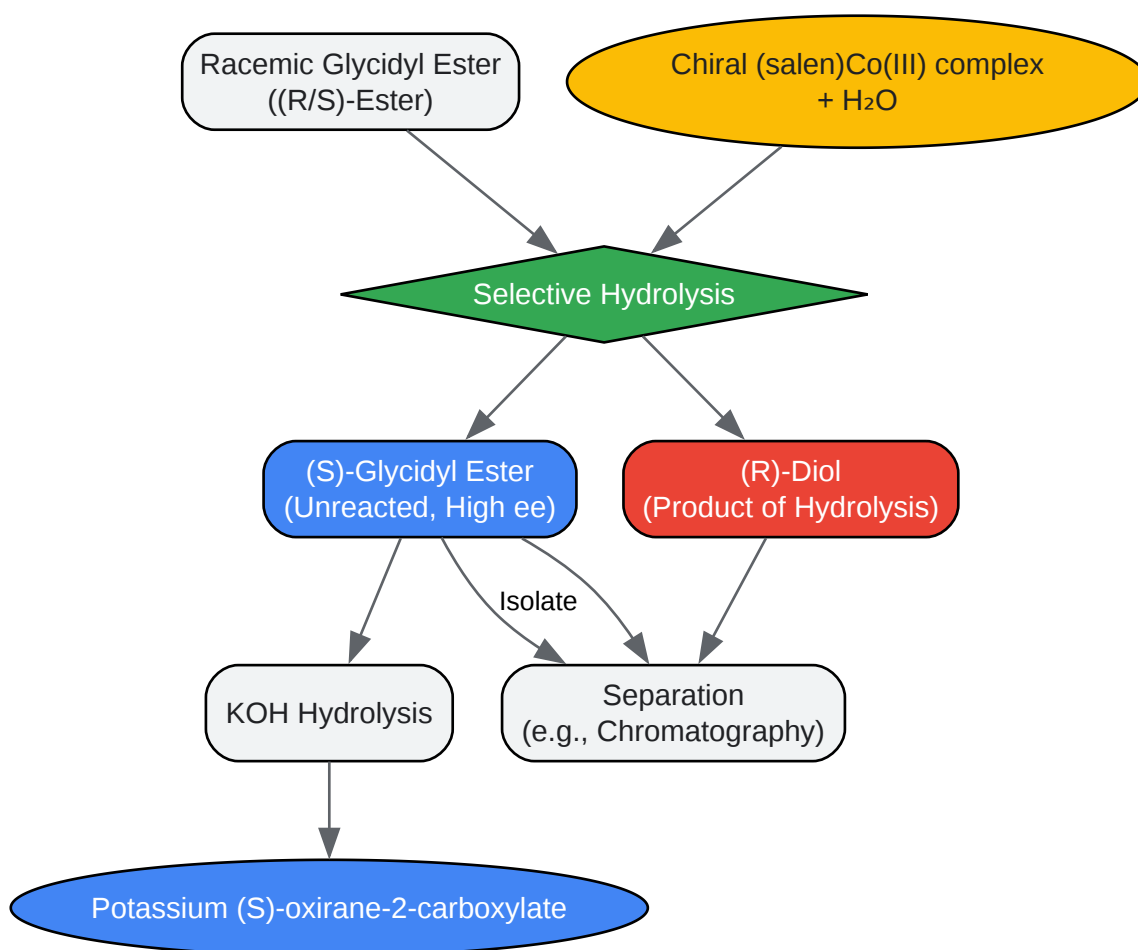 Racemic Glycidyl Ester
((R/S)-Ester)
Chiral (salen)Co(III) complex
+ H₂O
Selective Hydrolysis
(S)-Glycidyl Ester
(Unreacted, High ee)
(R)-Diol
(Product of Hydrolysis)
Isolate
KOH Hydrolysis
Separation
(e.g., Chromatography)
Potassium (S)-oxirane-2-carboxylate